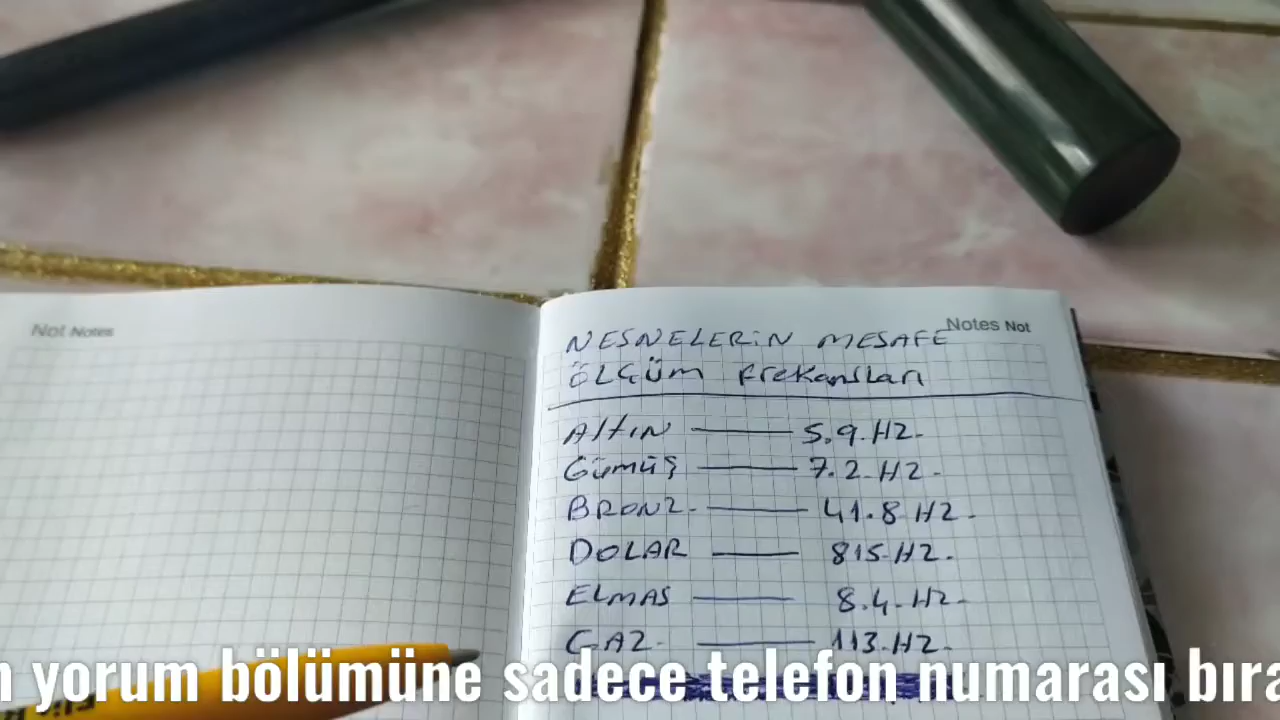 Not Notes
Notes Not
NESNELERİN MESAFE
ÖLÇÜM Frekansları
Altın 5.9.HZ.
Gümüş 7.2.HZ.
BRONZ. 41.8 HZ.
DOLAR 815.HZ.
ELMAS 8.4.HZ.
GAZ. 113.HZ.
yorum bölümüne sadece telefon numarası bıra